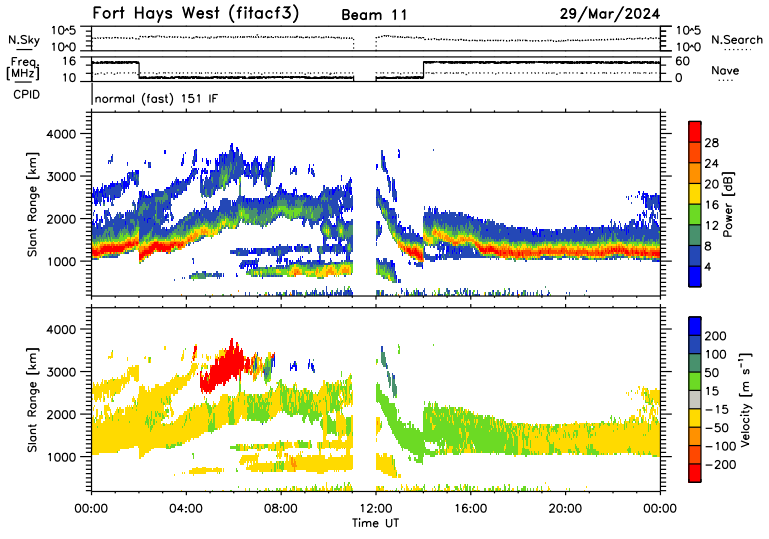 Fort Hays West (fitacf3) Beam 11 29/Mar/2024
N.Sky 10^5 10^0 10^5 10^0 N.Search
Freq. [MHz] 16 10 60 0 Nave
CPID normal (fast) 151 IF
Slant Range [km] 4000 3000 2000 1000
28 24 20 16 12 8 4 Power [dB]
Slant Range [km] 4000 3000 2000 1000
200 100 50 15 −15 −50 −100 −200 Velocity [m s⁻¹]
00:00 04:00 08:00 12:00 16:00 20:00 00:00
Time UT